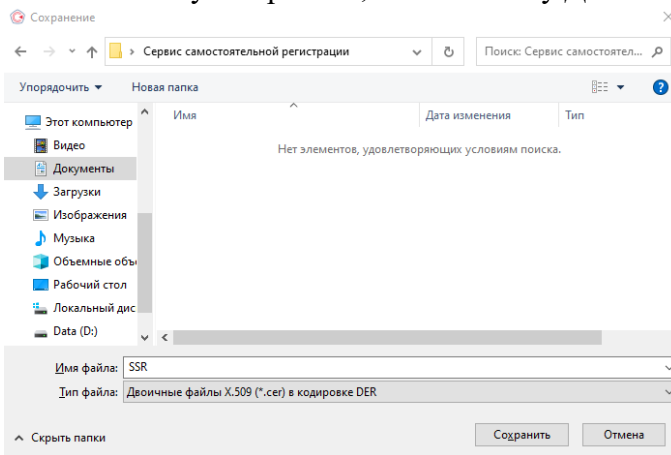 Сохранение
Сервис самостоятельной регистрации
Поиск: Сервис самостоятел...
Упорядочить
Новая папка
Имя
Дата изменения
Тип
Этот компьютер
Видео
Документы
Загрузки
Изображения
Музыка
Объемные объ
Рабочий стол
Локальный дис
Data (D:)
Нет элементов, удовлетворяющих условиям поиска.
Имя файла: SSR
Тип файла: Двоичные файлы X.509 (*.cer) в кодировке DER
Скрыть папки
Сохранить
Отмена